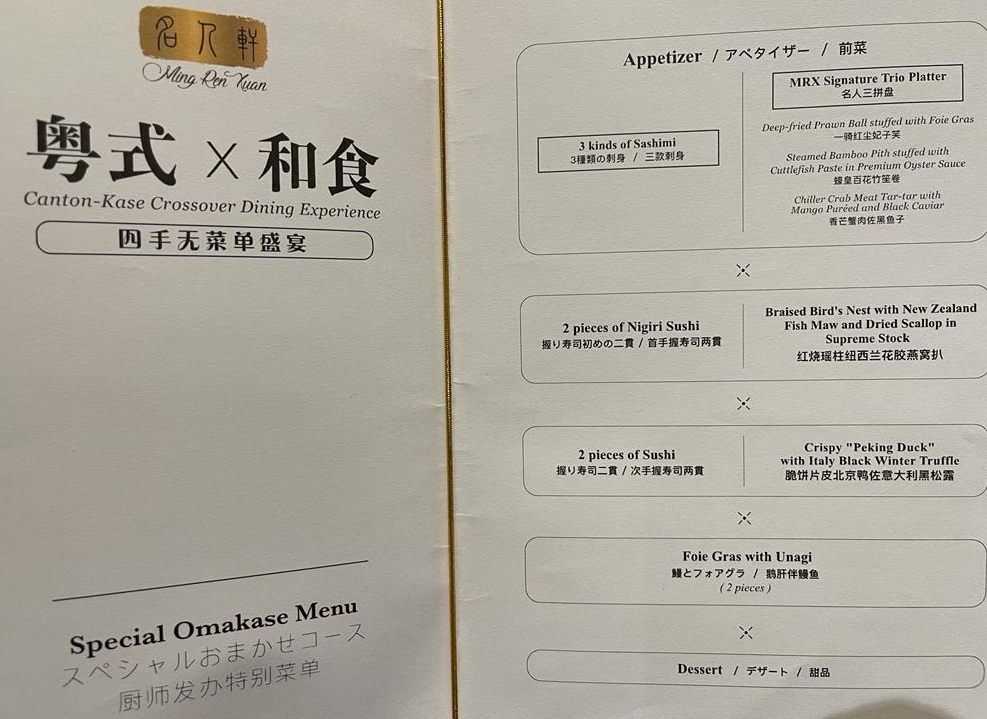 名人軒
Ming Ren Xuan
粤式 × 和食
Canton-Kase Crossover Dining Experience
四手无菜单盛宴
Special Omakase Menu
スペシャルおまかせコース
厨师发办特别菜单
Appetizer / アペタイザー / 前菜
3 kinds of Sashimi
3種類の刺身 / 三款刺身
MRX Signature Trio Platter
名人三拼盘
Deep-fried Prawn Ball stuffed with Foie Gras
一骑红尘妃子笑
Steamed Bamboo Pith stuffed with
Cuttlefish Paste in Premium Oyster Sauce
蠔皇百花竹笙卷
Chiller Crab Meat Tar-tar with
Mango Puréed and Black Caviar
香芒蟹肉佐黑鱼子
2 pieces of Nigiri Sushi
握り寿司初めの二貫 / 首手握寿司两貫
Braised Bird's Nest with New Zealand
Fish Maw and Dried Scallop in
Supreme Stock
红烧瑶柱纽西兰花胶燕窝扒
2 pieces of Sushi
握り寿司二貫 / 次手握寿司两貫
Crispy "Peking Duck"
with Italy Black Winter Truffle
脆饼片皮北京鸭佐意大利黑松露
Foie Gras with Unagi
鰻とフォアグラ / 鹅肝伴鳗鱼
( 2 pieces )
Dessert / デザート / 甜品